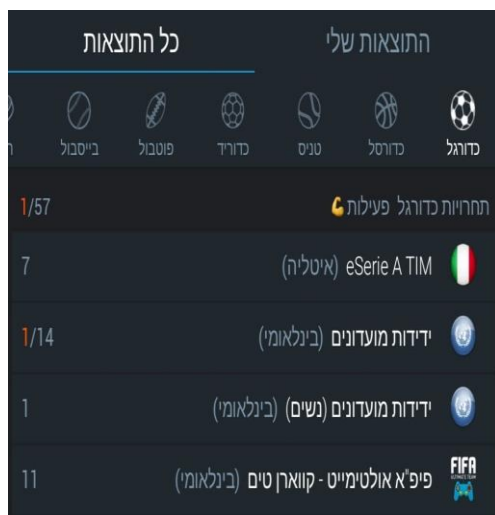 התוצאות שלי
כל התוצאות
כדורגל
כדורסל
טניס
כדוריד
פוטבול
בייסבול
תחרויות כדורגל פעילות 💪
1/57
eSerie A TIM (איטליה)
7
ידידות מועדונים (בינלאומי)
1/14
ידידות מועדונים (נשים) (בינלאומי)
1
FIFA
פיפ"א אולטימייט - קווארן טים (בינלאומי)
11